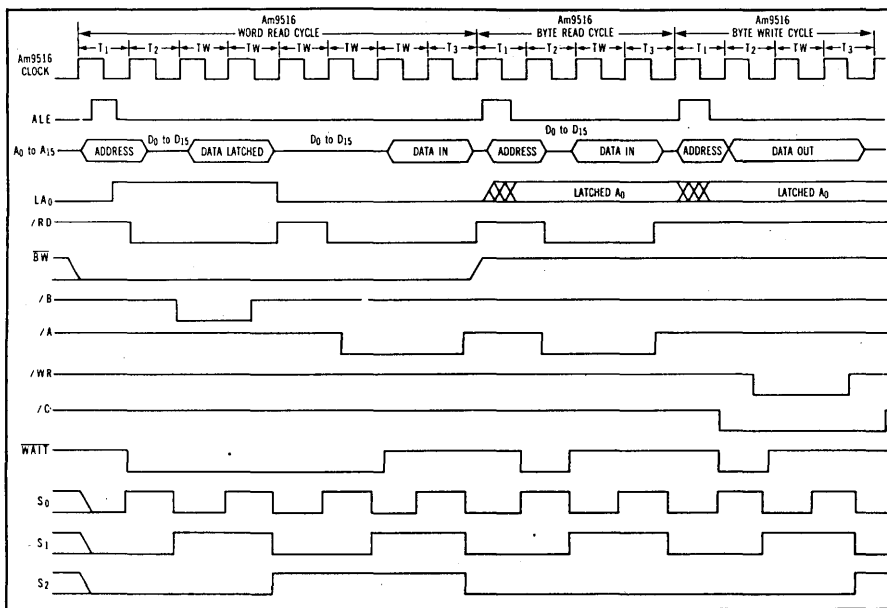 Am9516 Am9516 Am9516
WORD READ CYCLE BYTE READ CYCLE BYTE WRITE CYCLE
T1 T2 TW TW TW TW TW T3 T1 T2 TW T3 T1 T2 TW T3
Am9516
CLOCK
ALE
D0 to D15 D0 to D15 D0 to D15
A0 to A15 ADDRESS DATA LATCHED DATA IN ADDRESS DATA IN ADDRESS DATA OUT
LA0 LATCHED A0 LATCHED A0
/RD
BW
/B
/A
/WR
/C
WAIT
S0
S1
S2